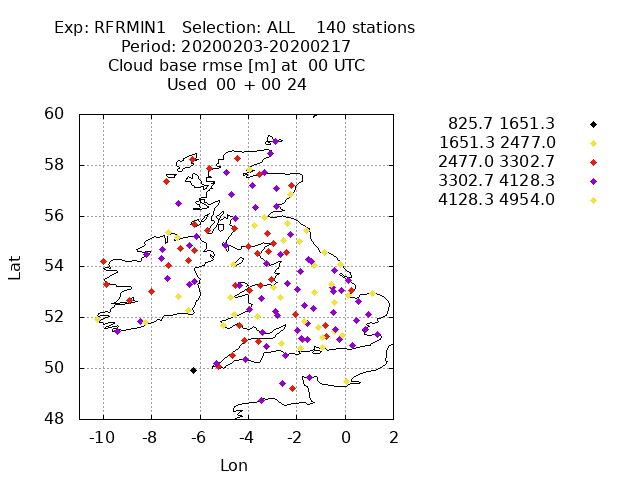 Exp: RFRMIN1 Selection: ALL 140 stations
Period: 20200203-20200217
Cloud base rmse [m] at 00 UTC
Used 00 + 00 24
825.7 1651.3
1651.3 2477.0
2477.0 3302.7
3302.7 4128.3
4128.3 4954.0
60
58
56
54
52
50
48
Lat
-10 -8 -6 -4 -2 0 2
Lon